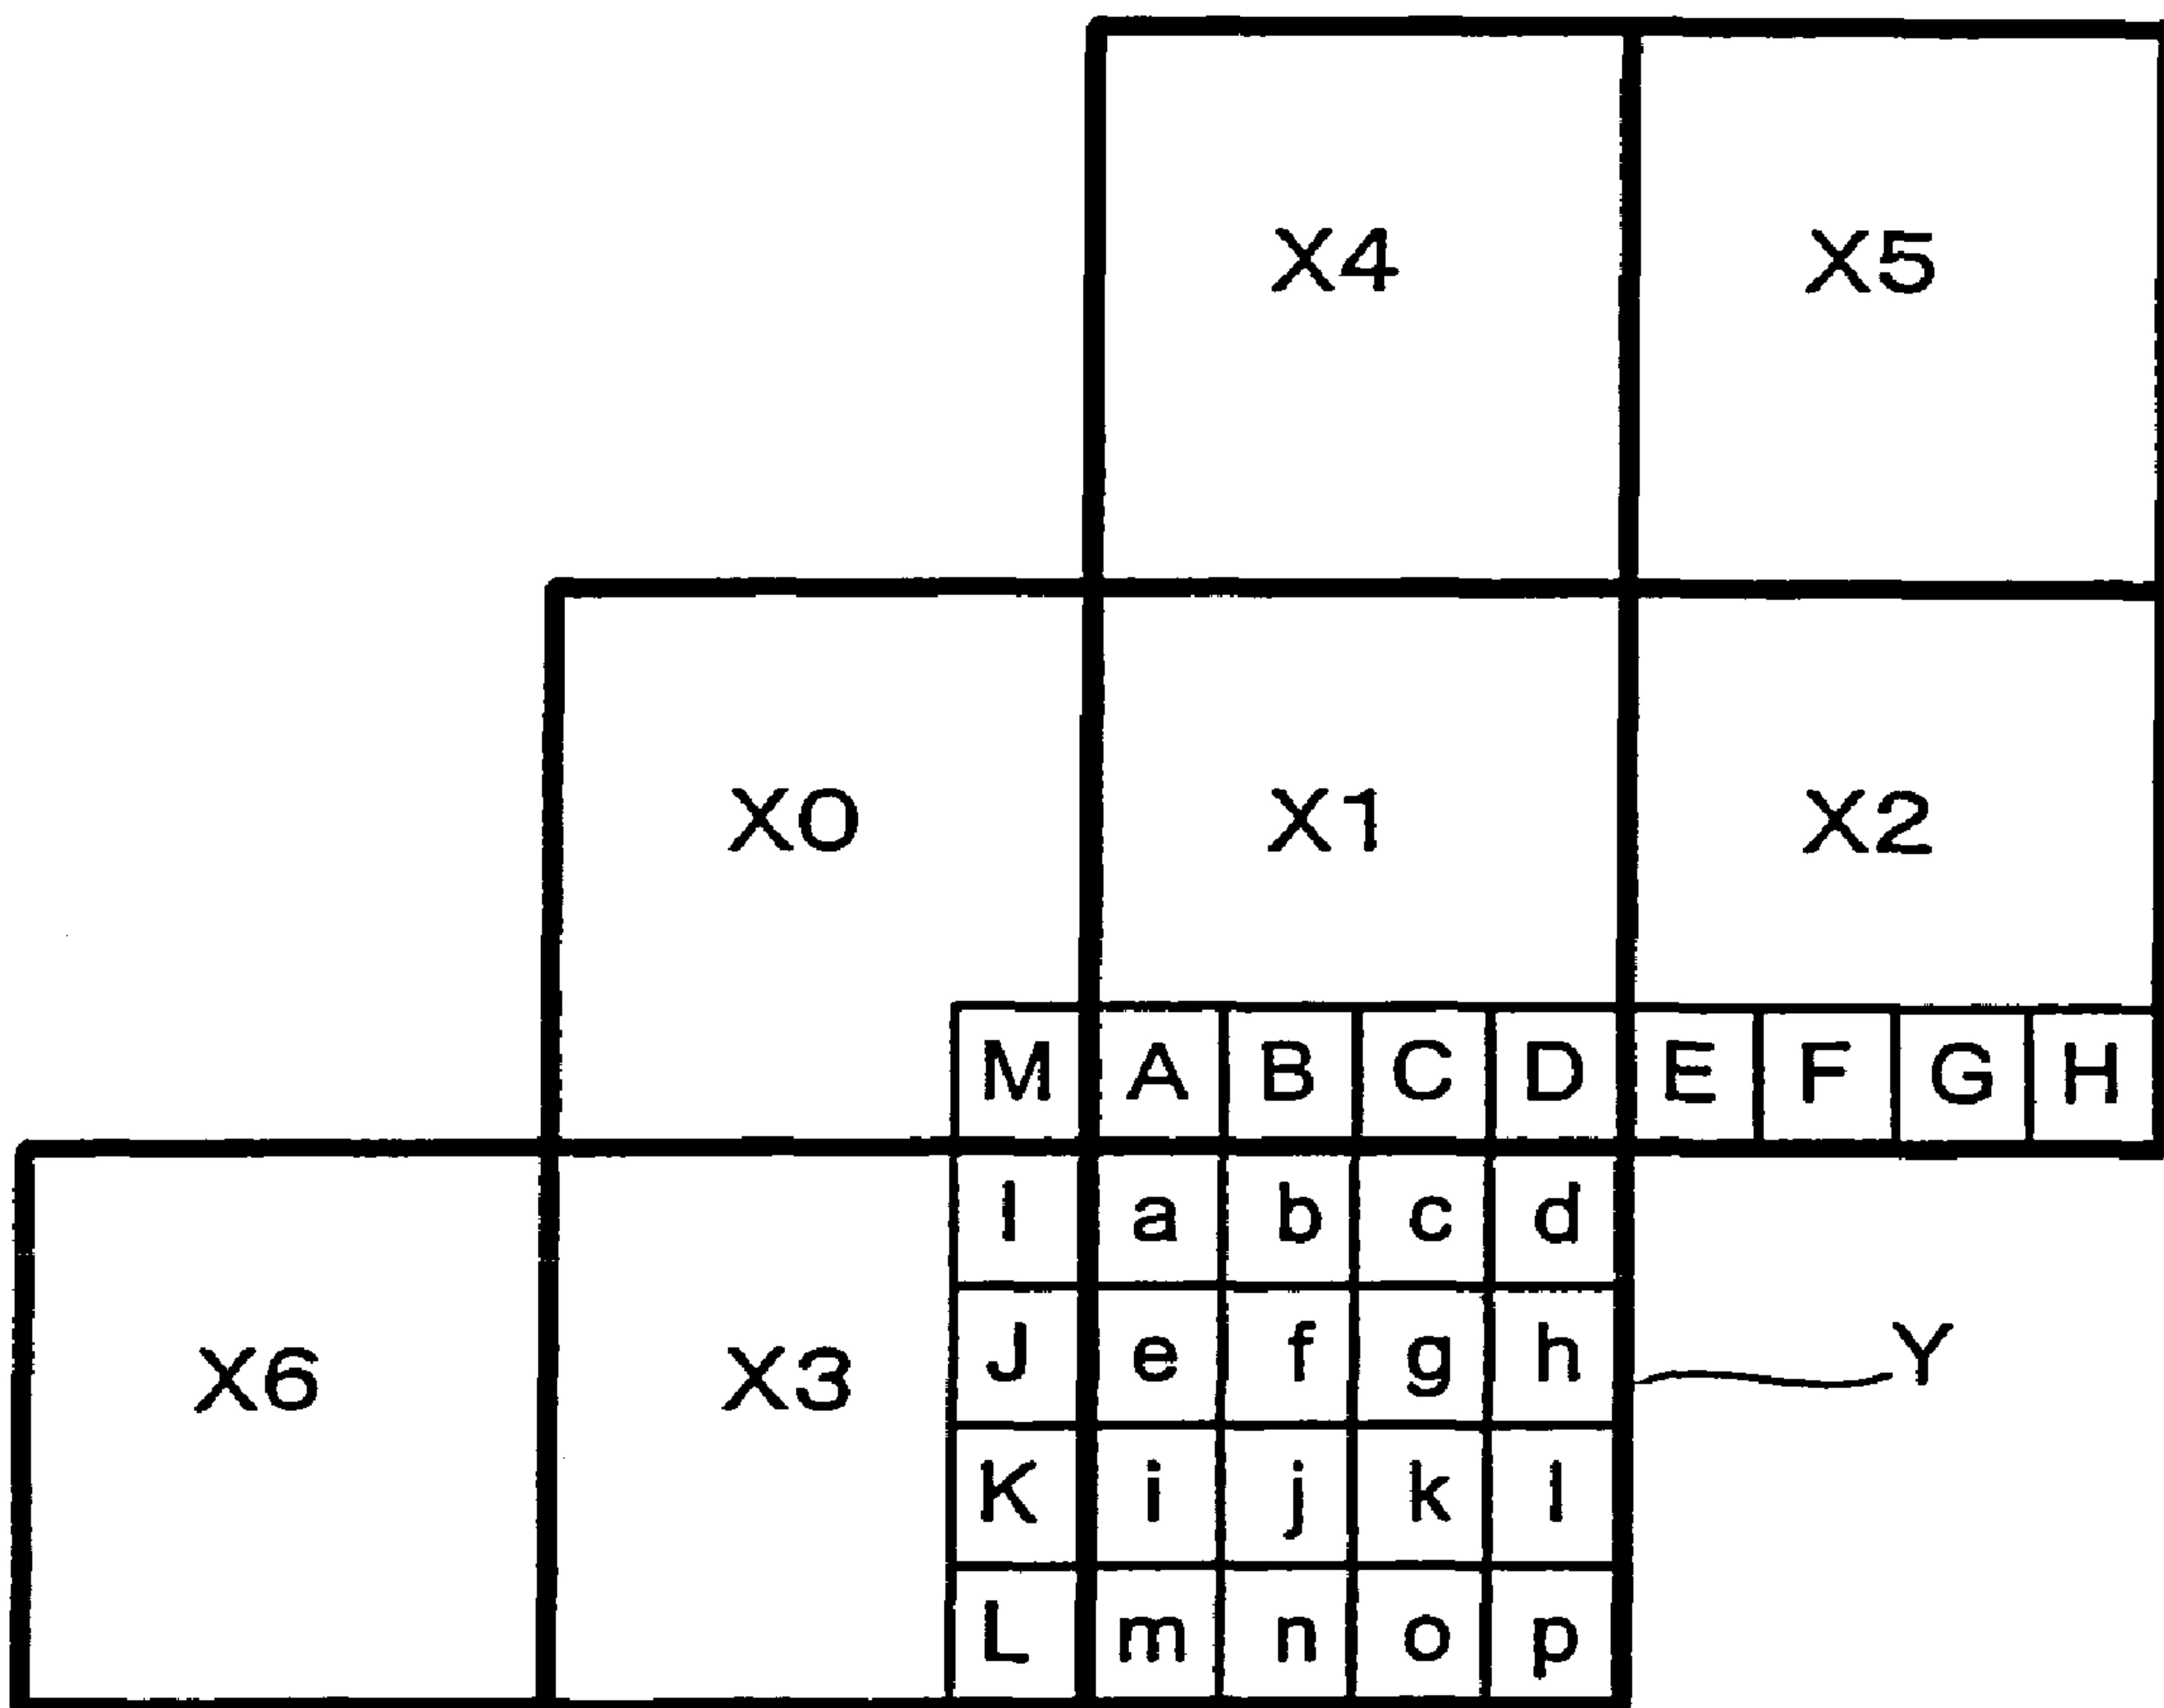 X4 X5
X0 X1 X2
M A B C D E F G H
I a b c d
J e f g h Y
X6 X3
K i j k l
L m n o p